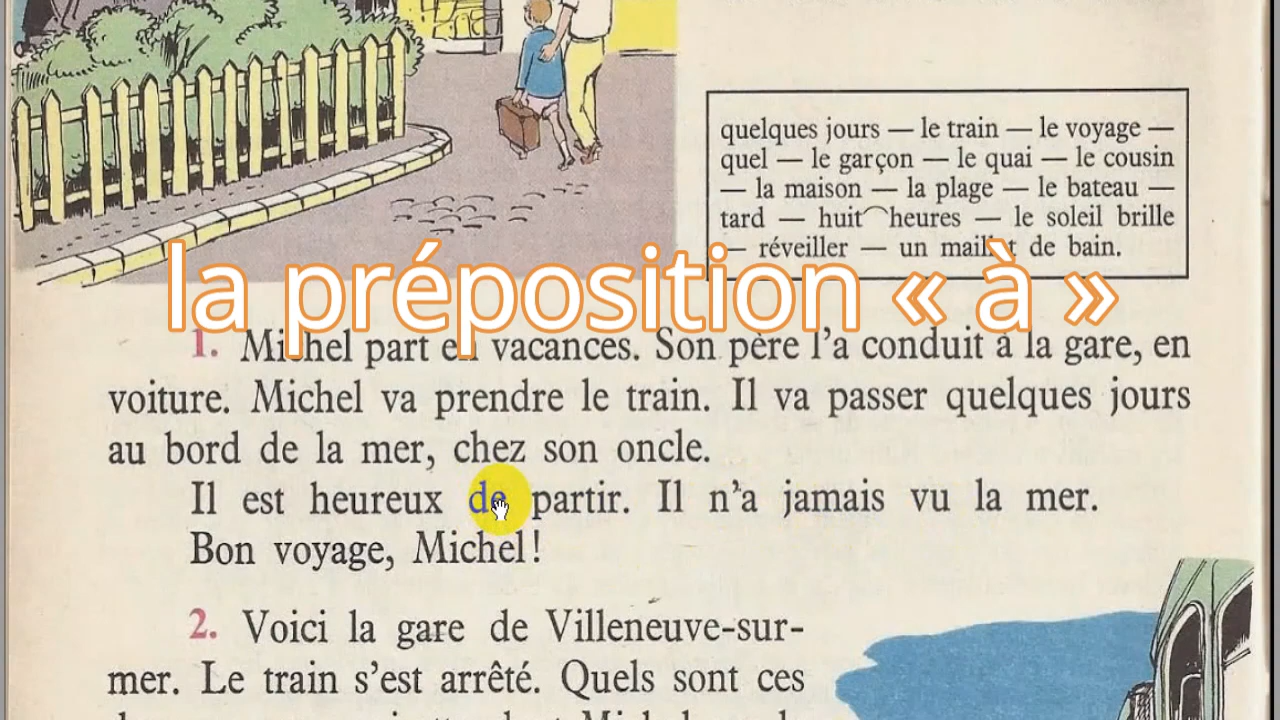 quelques jours — le train — le voyage —
quel — le garçon — le quai — le cousin
— la maison — la plage — le bateau —
tard — huit⁀heures — le soleil brille
— réveiller — un maillot de bain.
la préposition « à »
1. Michel part en vacances. Son père l'a conduit à la gare, en
voiture. Michel va prendre le train. Il va passer quelques jours
au bord de la mer, chez son oncle.
Il est heureux de partir. Il n'a jamais vu la mer.
Bon voyage, Michel!
2. Voici la gare de Villeneuve-sur-
mer. Le train s'est arrêté. Quels sont ces